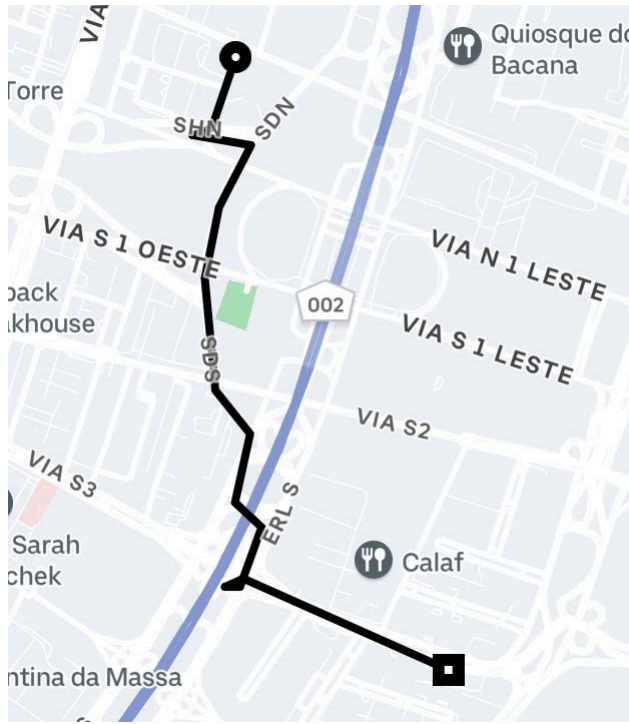 VIA
Quiosque do
Bacana
Torre
SHN
SDN
VIA S 1 OESTE
VIA N 1 LESTE
back
akhouse
002
VIA S 1 LESTE
SDS
VIA S2
VIA S3
ERL S
Sarah
chek
Calaf
ntina da Massa